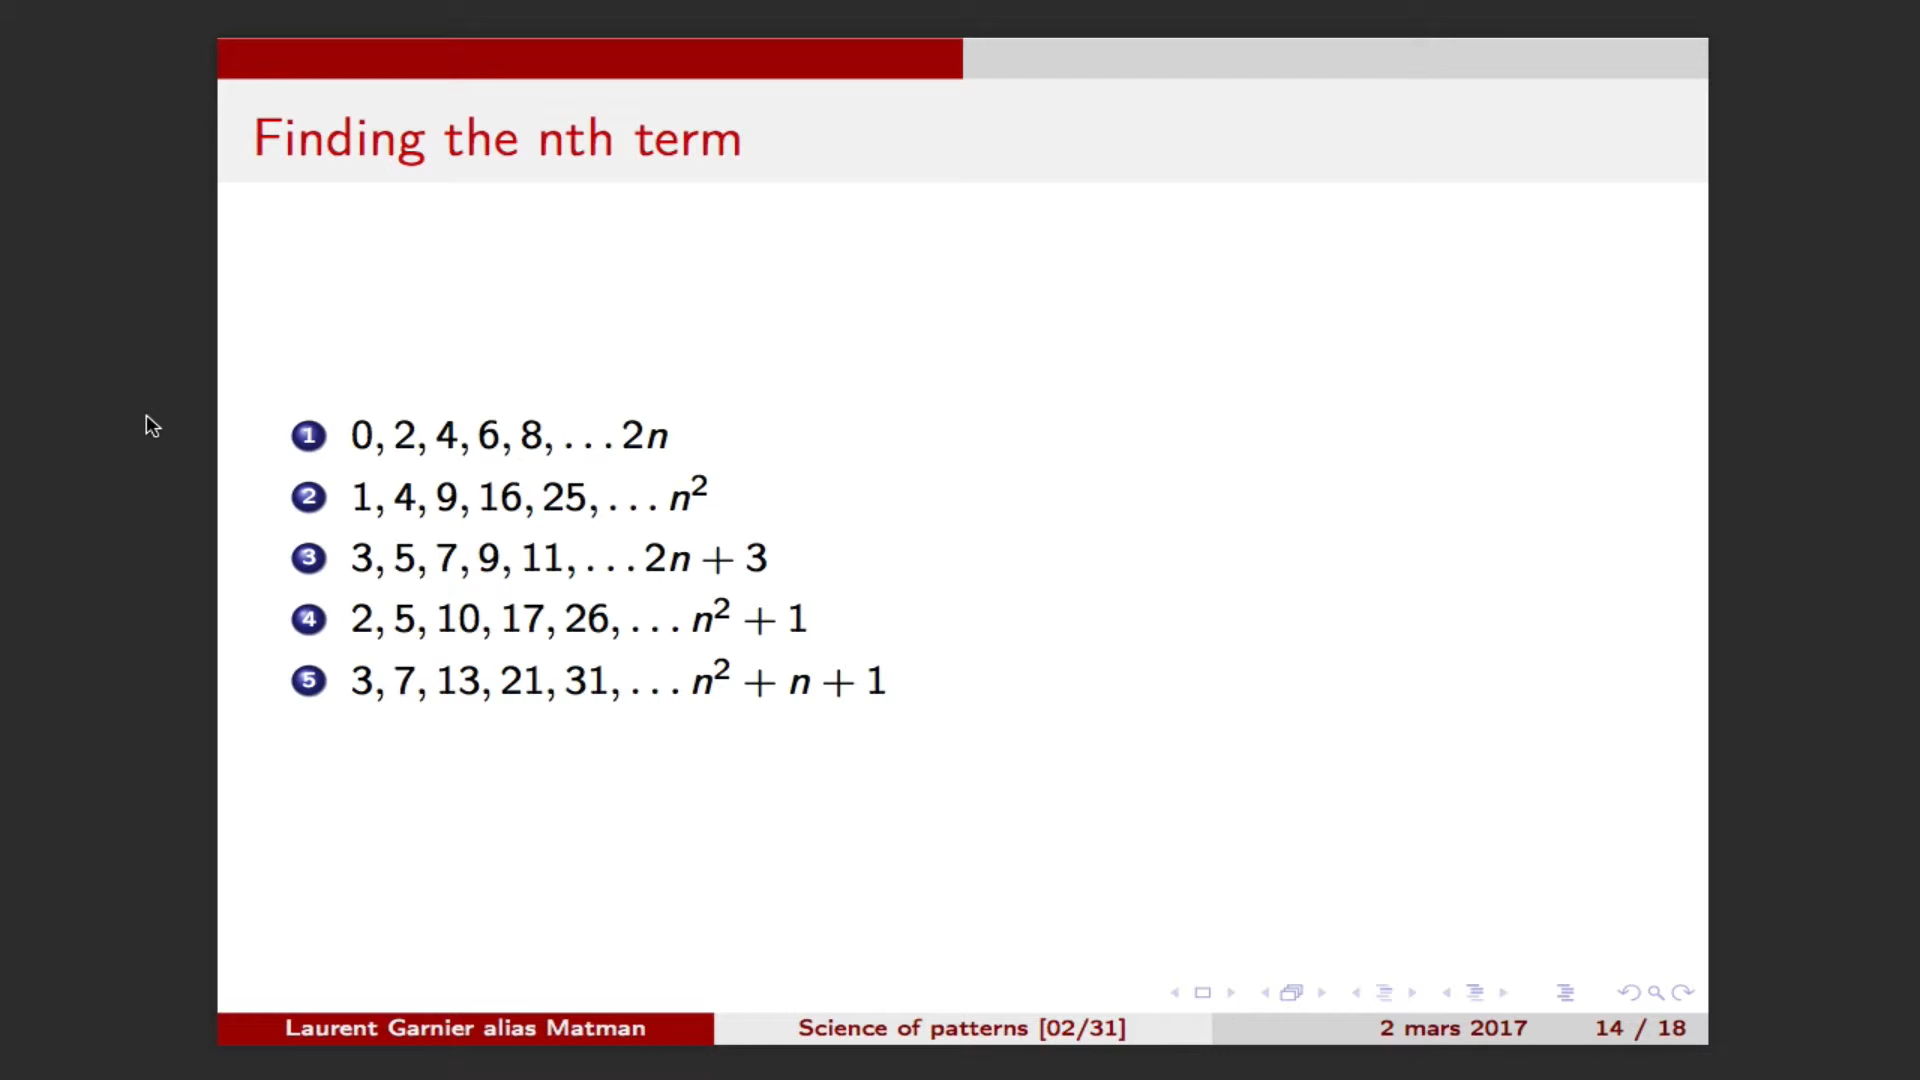 Finding the nth term
1 0, 2, 4, 6, 8, . . . 2n
2 1, 4, 9, 16, 25, . . . n²
3 3, 5, 7, 9, 11, . . . 2n + 3
4 2, 5, 10, 17, 26, . . . n² + 1
5 3, 7, 13, 21, 31, . . . n² + n + 1
Laurent Garnier alias Matman Science of patterns [02/31] 2 mars 2017 14 / 18